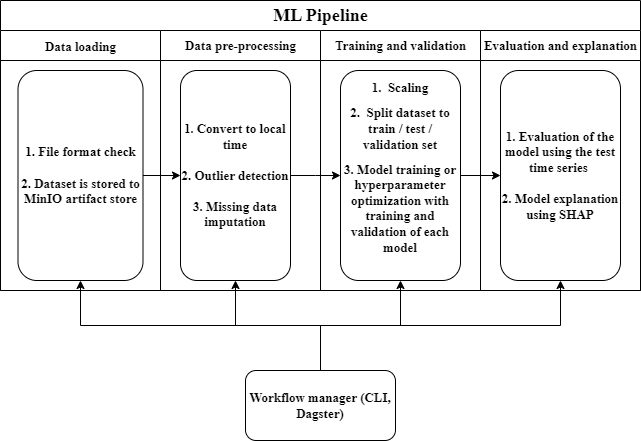 ML Pipeline
Data loading
Data pre-processing
Training and validation
Evaluation and explanation
1. File format check
2. Dataset is stored to
MinIO artifact store
1. Convert to local
time
2. Outlier detection
3. Missing data
imputation
1. Scaling
2. Split dataset to
train / test /
validation set
3. Model training or
hyperparameter
optimization with
training and
validation of each
model
1. Evaluation of the
model using the test
time series
2. Model explanation
using SHAP
Workflow manager (CLI,
Dagster)